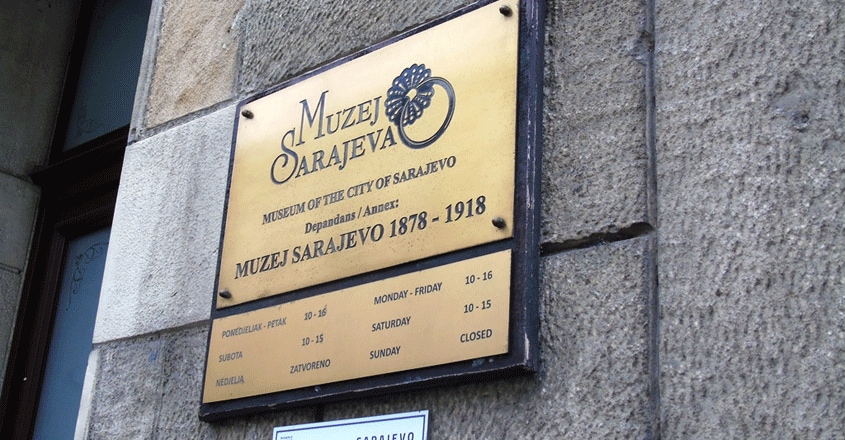 MUZEJ
SARAJEVA
MUSEUM OF THE CITY OF SARAJEVO
Depandans / Annex:
MUZEJ SARAJEVO 1878 - 1918
PONEDJELJAK - PETAK 10 - 16 MONDAY - FRIDAY 10 - 16
SUBOTA 10 - 15 SATURDAY 10 - 15
NEDJELJA ZATVORENO SUNDAY CLOSED
SARAJEVO